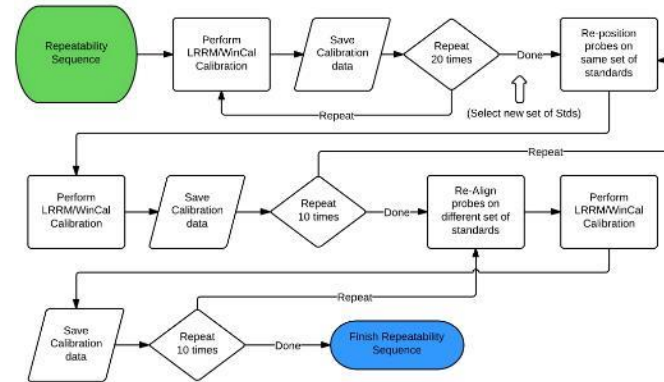 Repeatability
Sequence
Perform
LRRM/WinCal
Calibration
Save
Calibration
data
Repeat
20 times
Done
Re-position
probes on
same set of
standards
Repeat
(Select new set of Stds)
Repeat
Perform
LRRM/WinCal
Calibration
Save
Calibration
data
Repeat
10 times
Done
Re-Align
probes on
different set of
standards
Perform
LRRM/WinCal
Calibration
Repeat
Save
Calibration
data
Repeat
10 times
Done
Finish Repeatability
Sequence